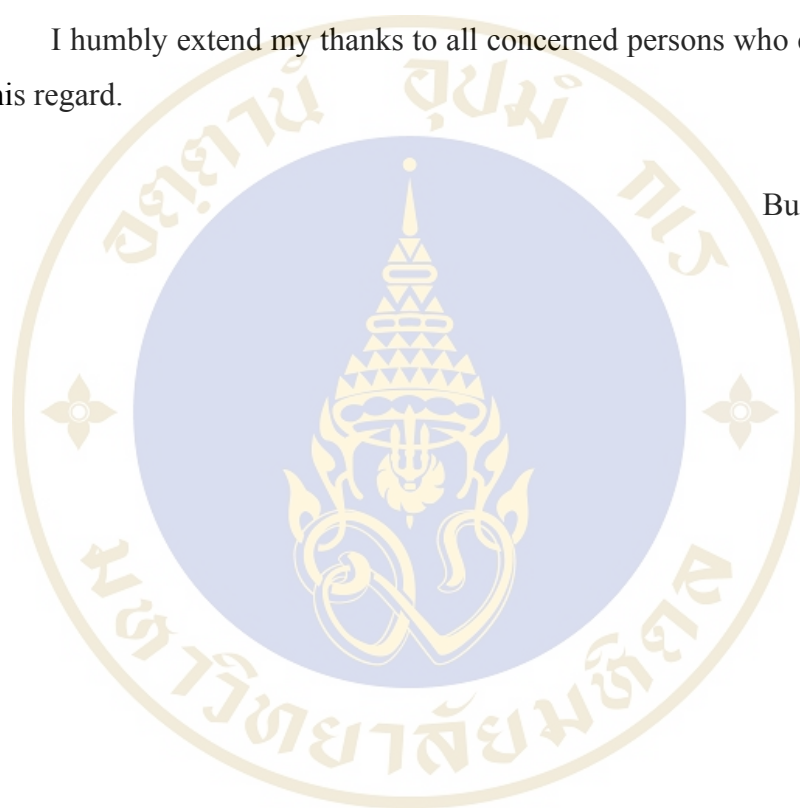 I humbly extend my thanks to all concerned persons who
his regard.
Bu
อตฺตานํ อุปมํ กเร
มหาวิทยาลัยมหิดล